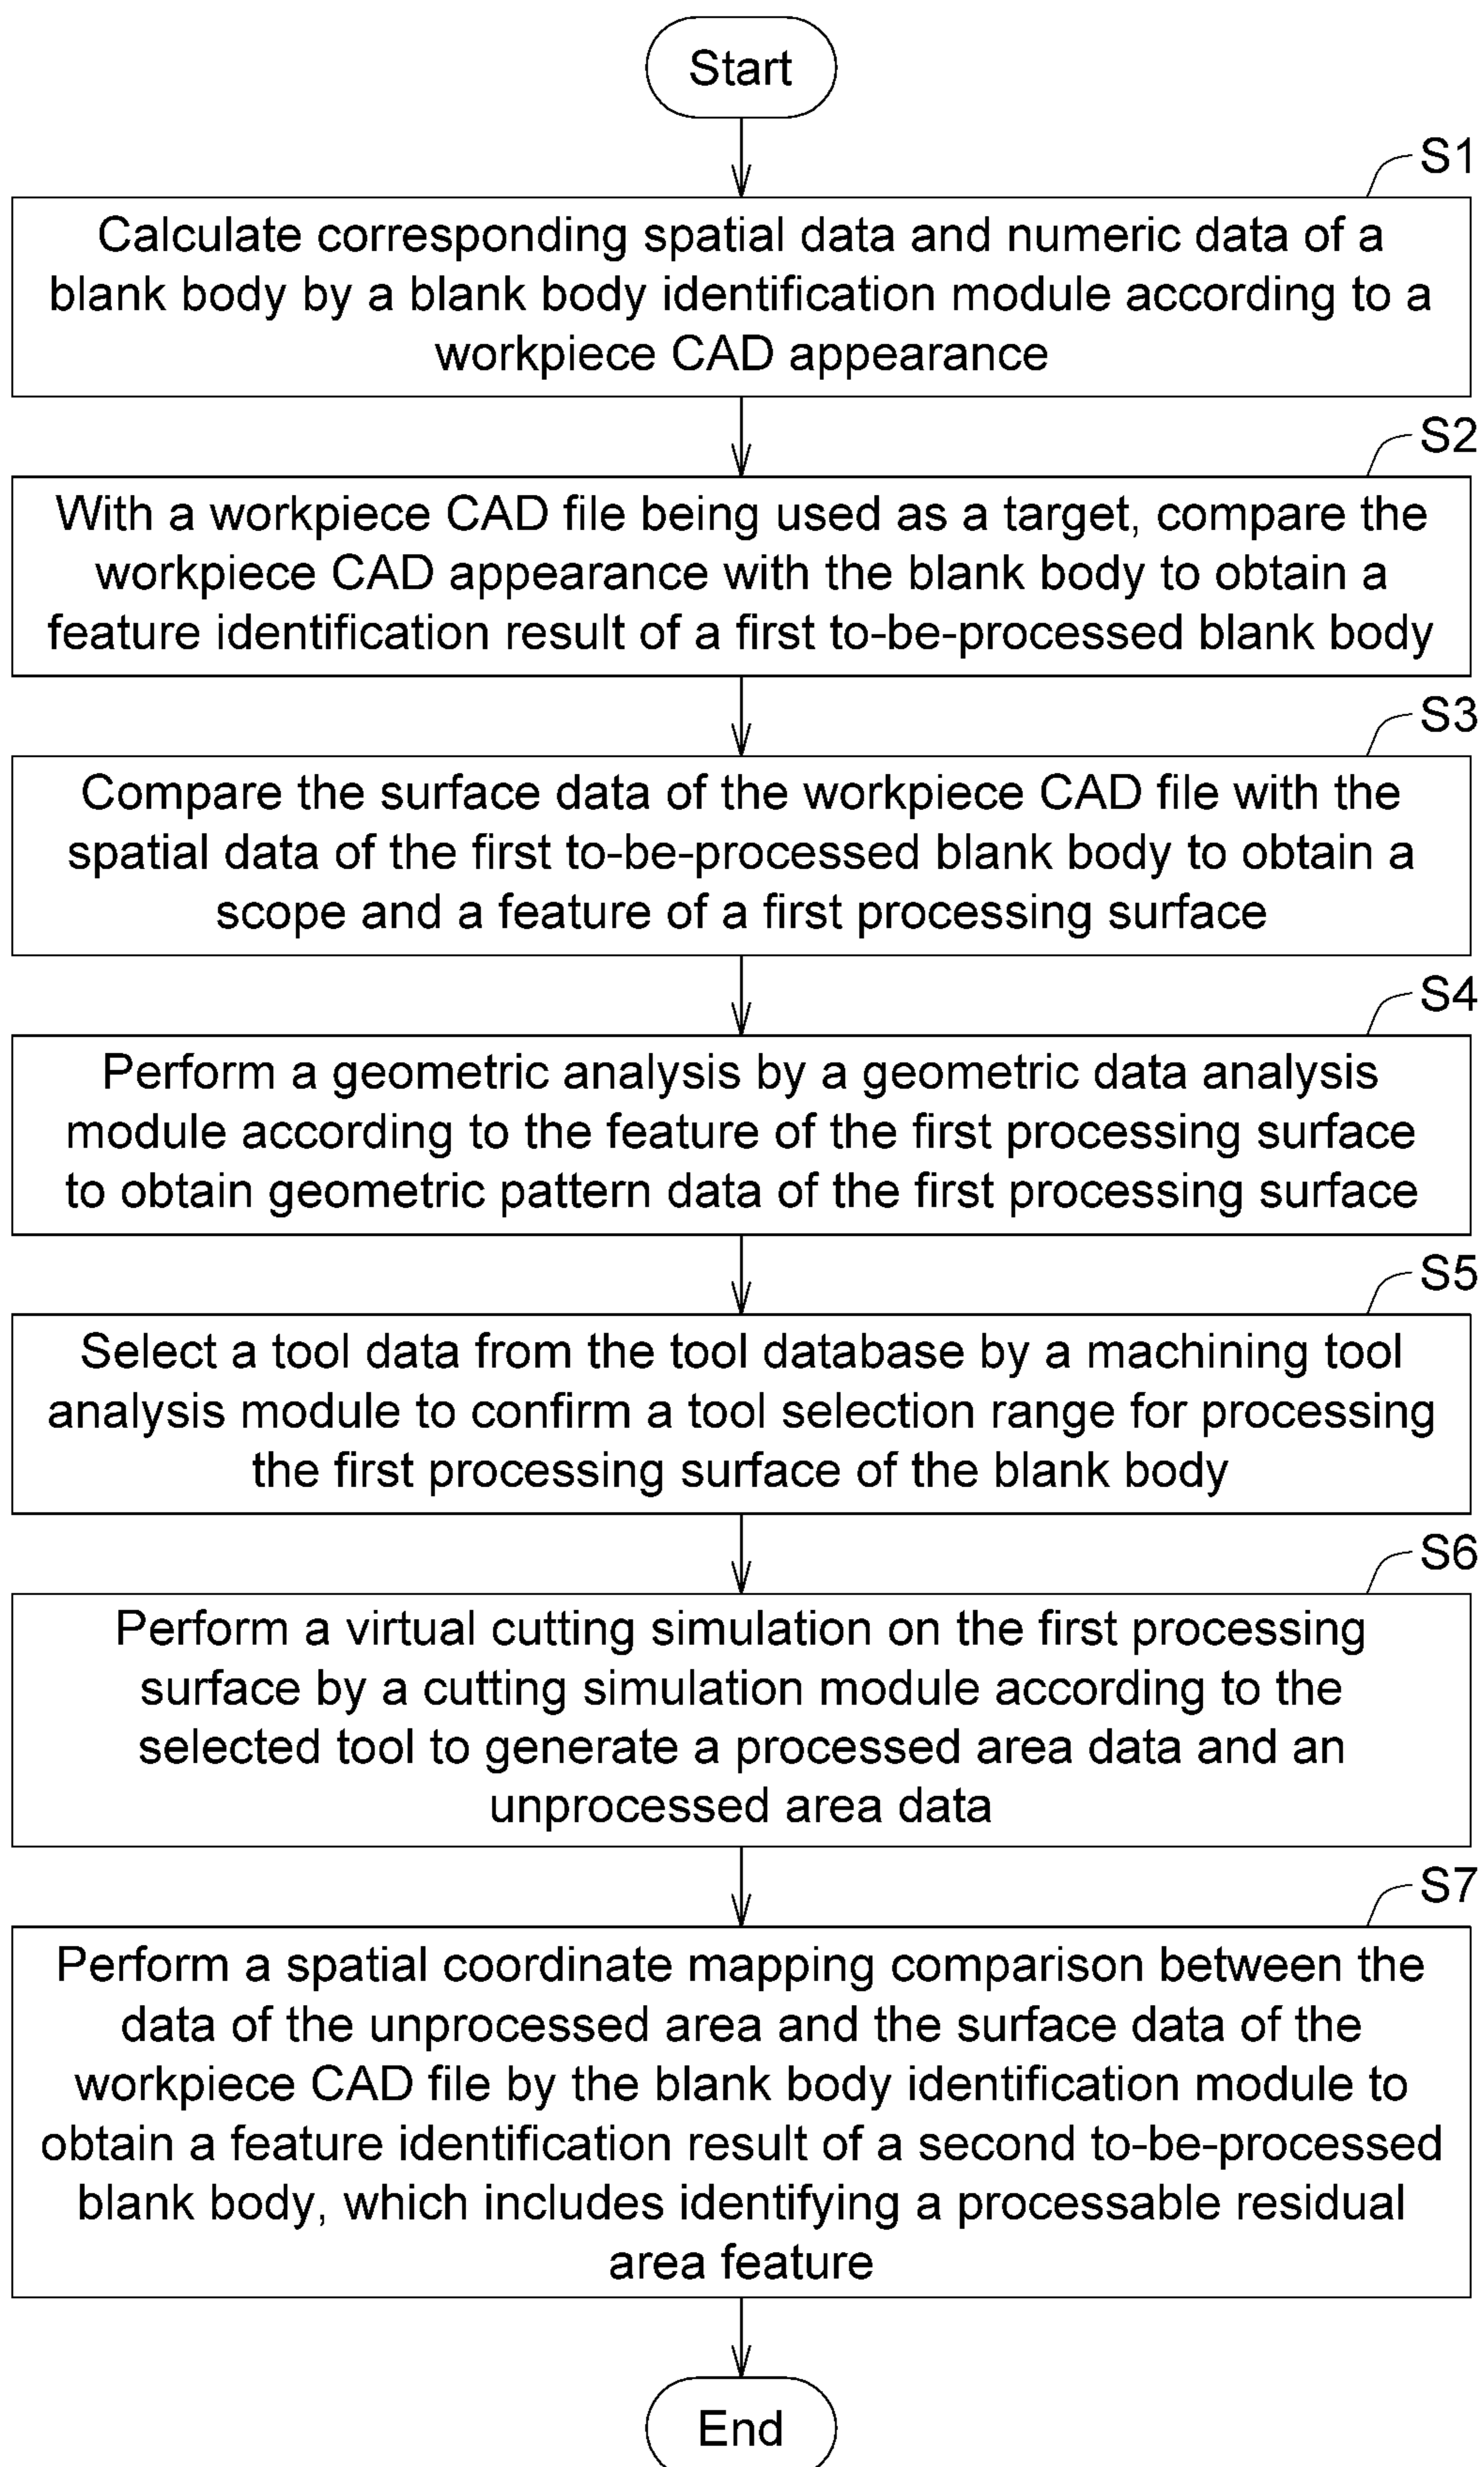 Start
S1
Calculate corresponding spatial data and numeric data of a
blank body by a blank body identification module according to a
workpiece CAD appearance
S2
With a workpiece CAD file being used as a target, compare the
workpiece CAD appearance with the blank body to obtain a
feature identification result of a first to-be-processed blank body
S3
Compare the surface data of the workpiece CAD file with the
spatial data of the first to-be-processed blank body to obtain a
scope and a feature of a first processing surface
S4
Perform a geometric analysis by a geometric data analysis
module according to the feature of the first processing surface
to obtain geometric pattern data of the first processing surface
S5
Select a tool data from the tool database by a machining tool
analysis module to confirm a tool selection range for processing
the first processing surface of the blank body
S6
Perform a virtual cutting simulation on the first processing
surface by a cutting simulation module according to the
selected tool to generate a processed area data and an
unprocessed area data
S7
Perform a spatial coordinate mapping comparison between the
data of the unprocessed area and the surface data of the
workpiece CAD file by the blank body identification module to
obtain a feature identification result of a second to-be-processed
blank body, which includes identifying a processable residual
area feature
End